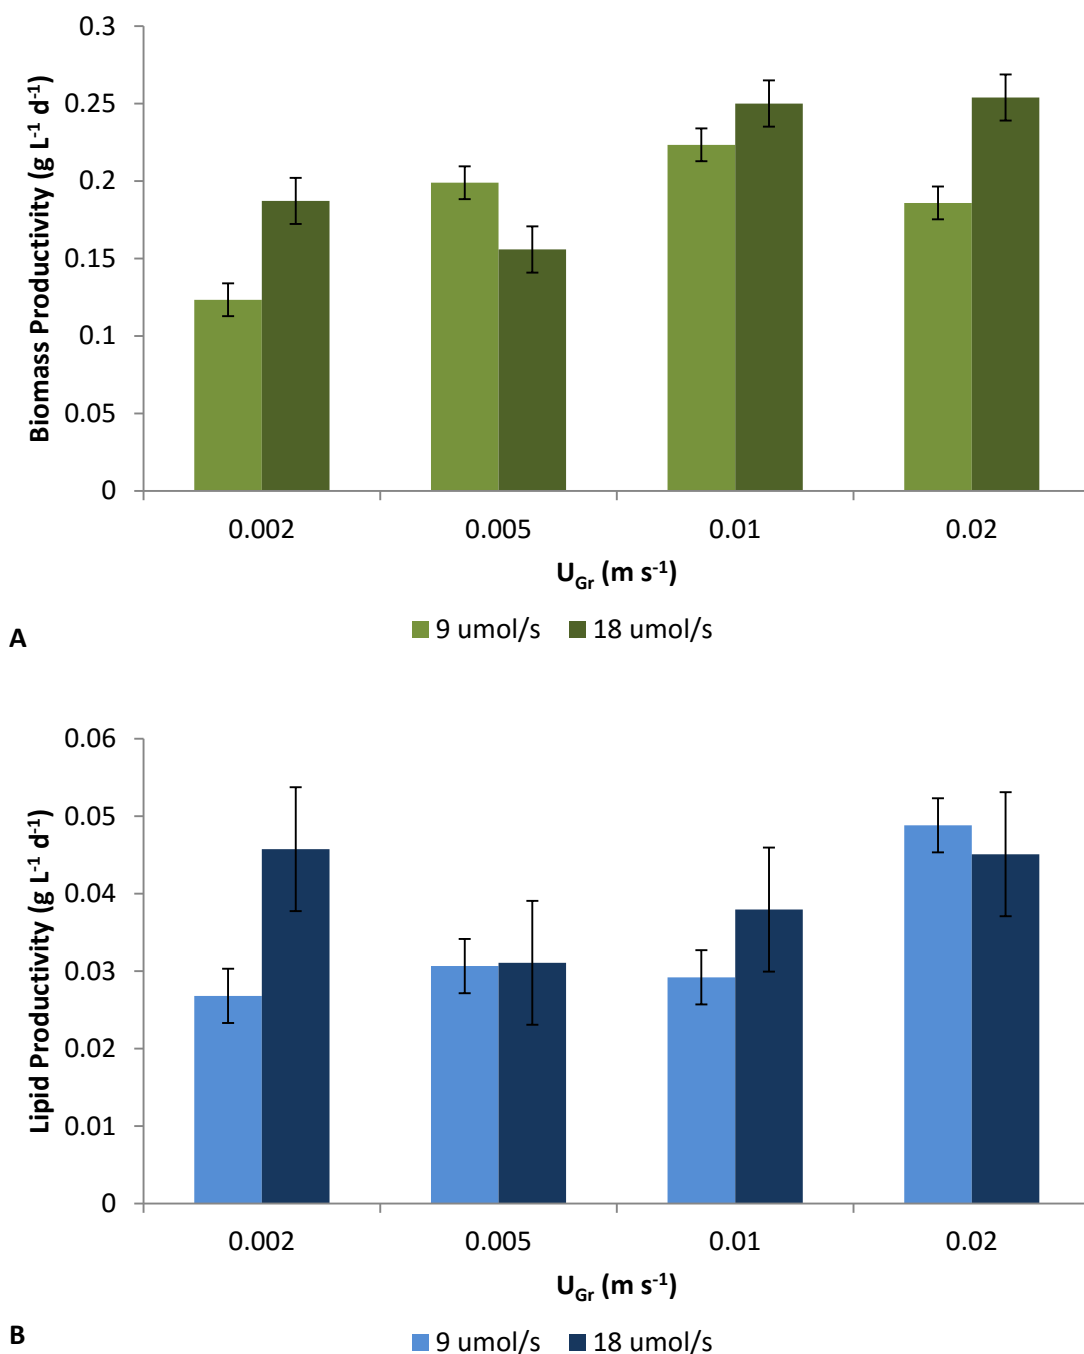 0.3
0.25
0.2
0.15
0.1
0.05
0
Biomass Productivity (g L⁻¹ d⁻¹)
0.002 0.005 0.01 0.02
U_Gr (m s⁻¹)
9 umol/s 18 umol/s
A
0.06
0.05
0.04
0.03
0.02
0.01
0
Lipid Productivity (g L⁻¹ d⁻¹)
0.002 0.005 0.01 0.02
U_Gr (m s⁻¹)
9 umol/s 18 umol/s
B